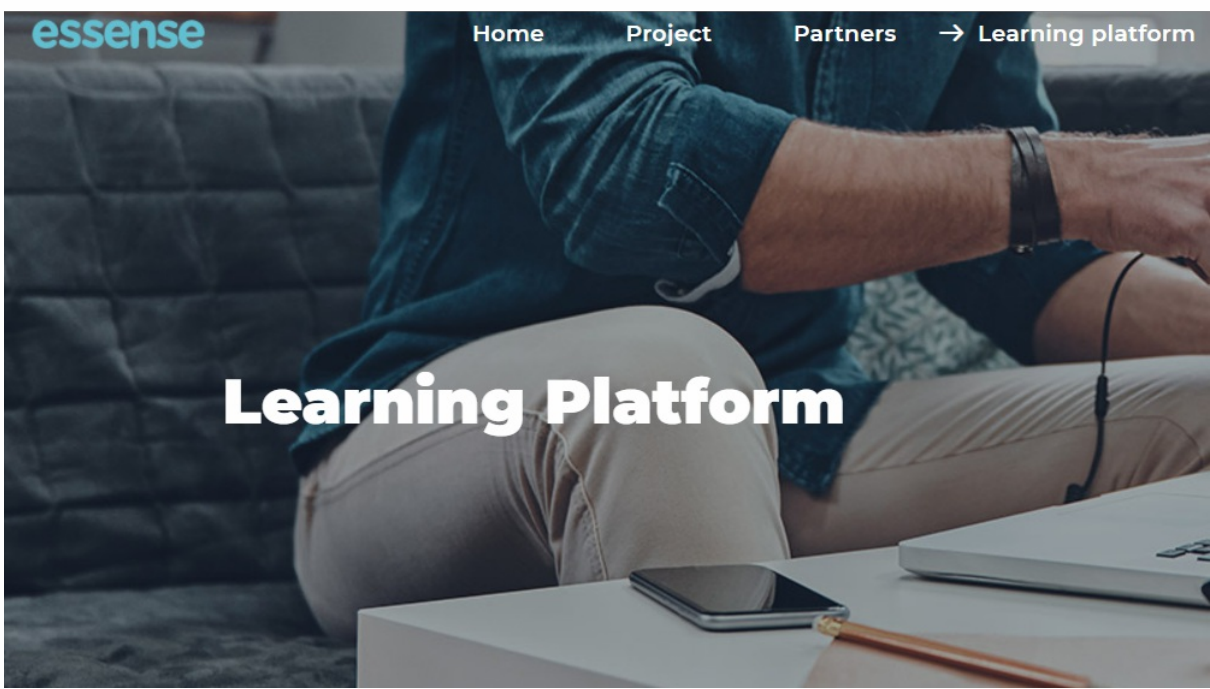 essense
Home Project Partners → Learning platform
Learning Platform